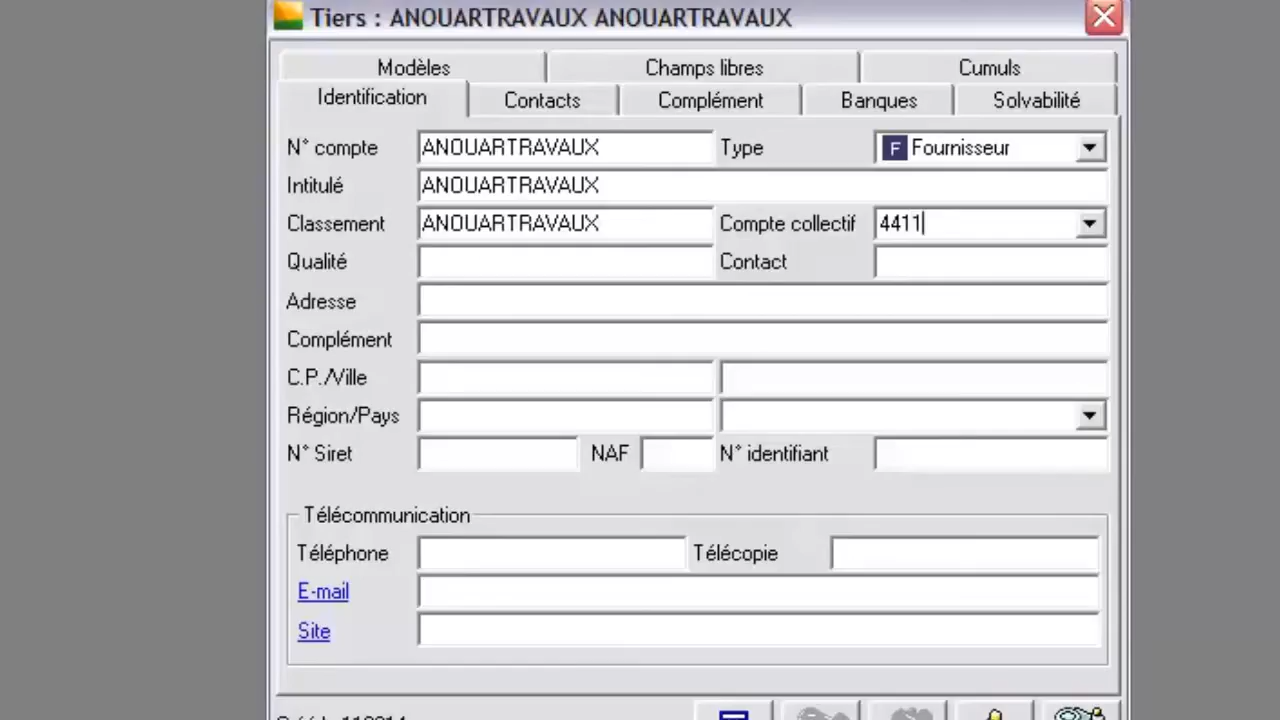 Tiers : ANOUARTRAVAUX ANOUARTRAVAUX
Modèles Champs libres Cumuls
Identification Contacts Complément Banques Solvabilité
N° compte ANOUARTRAVAUX Type F Fournisseur
Intitulé ANOUARTRAVAUX
Classement ANOUARTRAVAUX Compte collectif 4411
Qualité Contact
Adresse
Complément
C.P./Ville
Région/Pays
N° Siret NAF N° identifiant
Télécommunication
Téléphone Télécopie
E-mail
Site